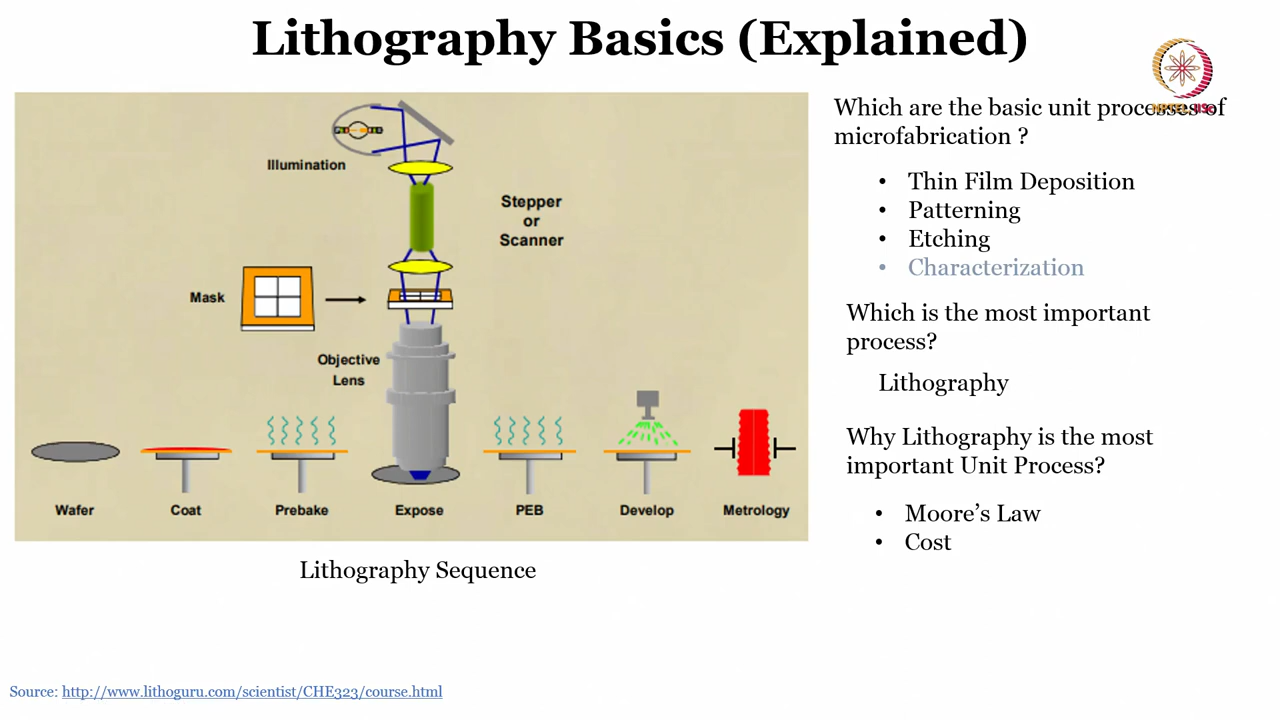 Lithography Basics (Explained)
Illumination
Stepper
or
Scanner
Mask
Objective
Lens
Wafer
Coat
Prebake
Expose
PEB
Develop
Metrology
Lithography Sequence
Which are the basic unit processes of
microfabrication ?
• Thin Film Deposition
• Patterning
• Etching
• Characterization
Which is the most important
process?
Lithography
Why Lithography is the most
important Unit Process?
• Moore's Law
• Cost
Source: http://www.lithoguru.com/scientist/CHE323/course.html